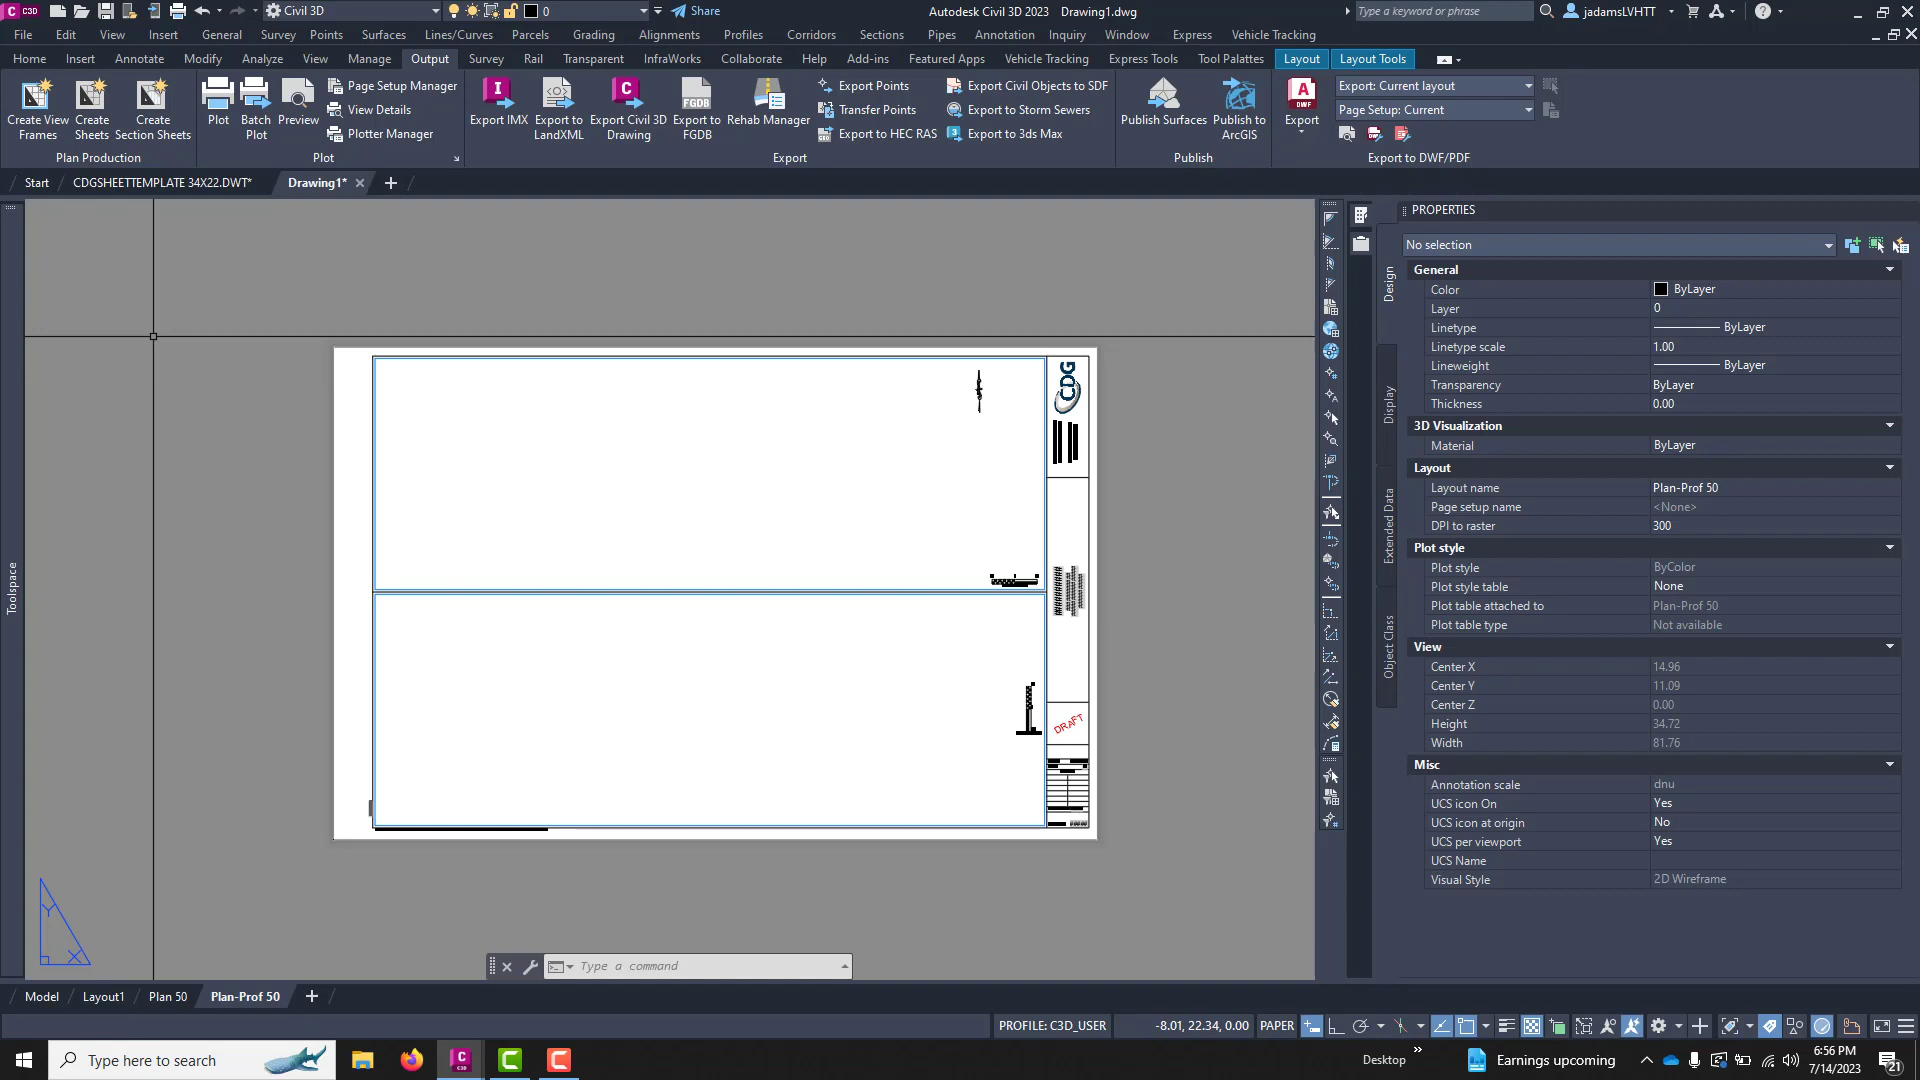 C3D
Civil 3D
0
Share
Autodesk Civil 3D 2023 Drawing1.dwg
Type a keyword or phrase
jadamsLVHTT
File Edit View Insert General Survey Points Surfaces Lines/Curves Parcels Grading Alignments Profiles Corridors Sections Pipes Annotation Inquiry Window Express Vehicle Tracking
Home Insert Annotate Modify Analyze View Manage Output Survey Rail Transparent InfraWorks Collaborate Help Add-ins Featured Apps Vehicle Tracking Express Tools Tool Palettes Layout Layout Tools
Create View Frames
Create Sheets
Create Section Sheets
Plan Production
Plot
Batch Plot
Preview
Page Setup Manager
View Details
Plotter Manager
Plot
Export IMX
Export to LandXML
Export Civil 3D Drawing
FGDB
Export to FGDB
Rehab Manager
Export Points
Transfer Points
Export to HEC RAS
Export Civil Objects to SDF
Export to Storm Sewers
Export to 3ds Max
Export
Publish Surfaces
Publish to ArcGIS
Publish
DWF
Export
Export: Current layout
Page Setup: Current
Export to DWF/PDF
Start CDGSHEETTEMPLATE 34X22.DWT* Drawing1*
Toolspace
CDG
DRAFT
Y
X
PROPERTIES
No selection
Design
Display
Extended Data
Object Class
General
Color ByLayer
Layer 0
Linetype ByLayer
Linetype scale 1.00
Lineweight ByLayer
Transparency ByLayer
Thickness 0.00
3D Visualization
Material ByLayer
Layout
Layout name Plan-Prof 50
Page setup name <None>
DPI to raster 300
Plot style
Plot style ByColor
Plot style table None
Plot table attached to Plan-Prof 50
Plot table type Not available
View
Center X 14.96
Center Y 11.09
Center Z 0.00
Height 34.72
Width 81.76
Misc
Annotation scale dnu
UCS icon On Yes
UCS icon at origin No
UCS per viewport Yes
UCS Name
Visual Style 2D Wireframe
Type a command
Model Layout1 Plan 50 Plan-Prof 50
PROFILE: C3D_USER -8.01, 22.34, 0.00 PAPER
Type here to search
Desktop
Earnings upcoming
6:56 PM
7/14/2023
21